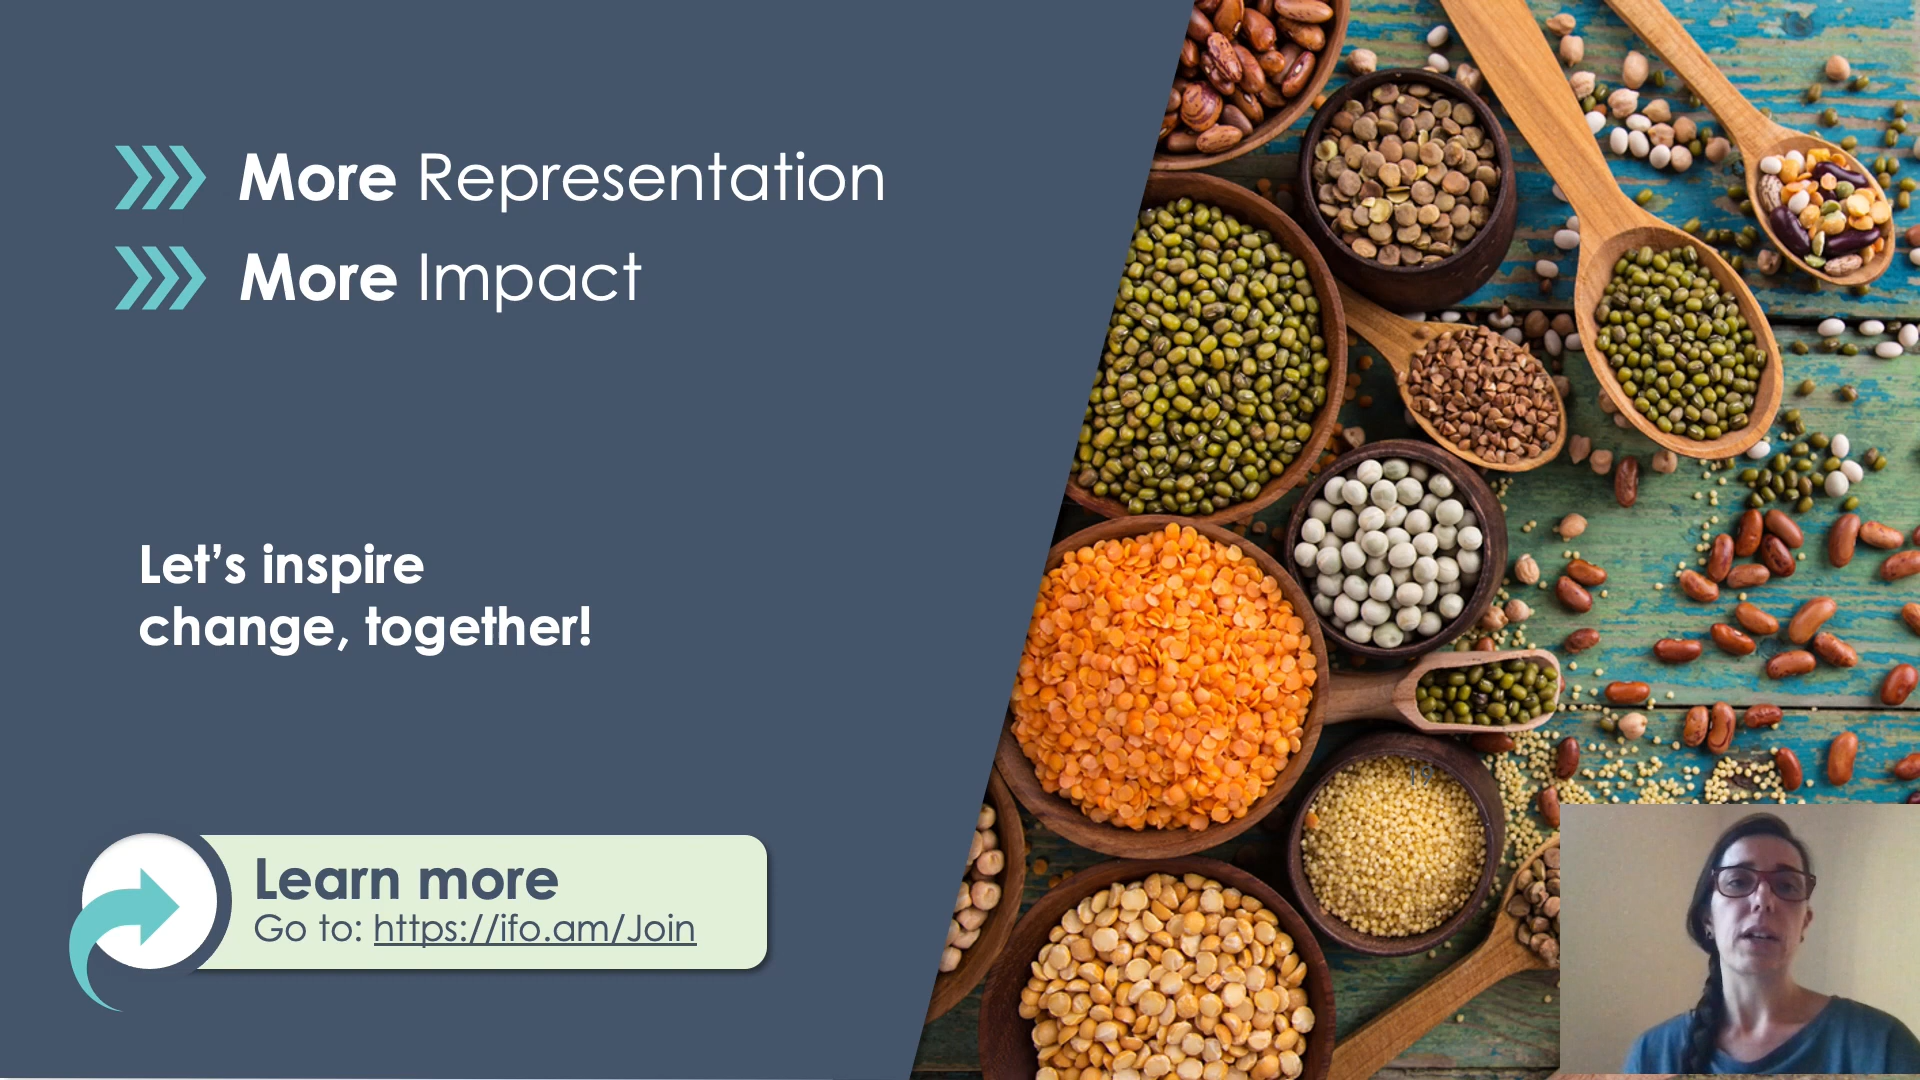 More Representation
More Impact
Let’s inspire
change, together!
Learn more
Go to: https://ifo.am/Join